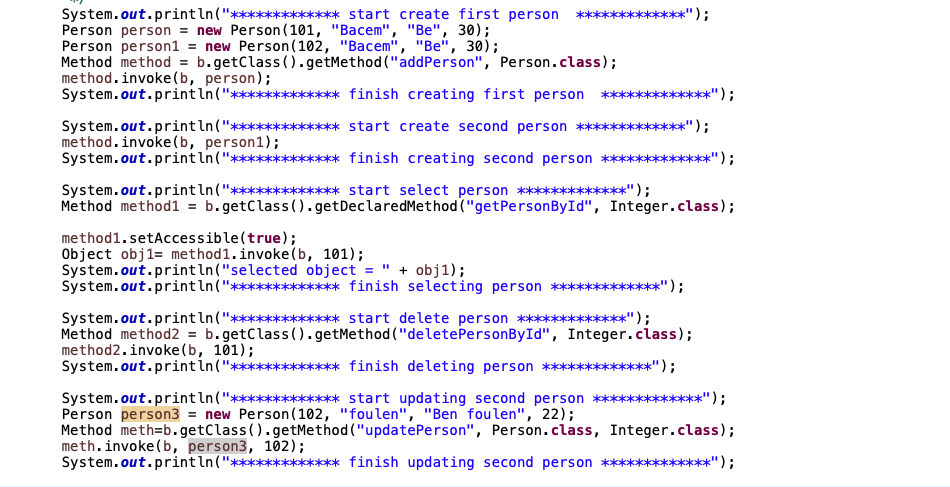 */
System.out.println("************* start create first person  *************");
Person person = new Person(101, "Bacem", "Be", 30);
Person person1 = new Person(102, "Bacem", "Be", 30);
Method method = b.getClass().getMethod("addPerson", Person.class);
method.invoke(b, person);
System.out.println("************* finish creating first person  *************");
System.out.println("************* start create second person *************");
method.invoke(b, person1);
System.out.println("************* finish creating second person *************");
System.out.println("************* start select person *************");
Method method1 = b.getClass().getDeclaredMethod("getPersonById", Integer.class);
method1.setAccessible(true);
Object obj1= method1.invoke(b, 101);
System.out.println("selected object = " + obj1);
System.out.println("************* finish selecting person *************");
System.out.println("************* start delete person *************");
Method method2 = b.getClass().getMethod("deletePersonById", Integer.class);
method2.invoke(b, 101);
System.out.println("************* finish deleting person *************");
System.out.println("************* start updating second person *************");
Person person3 = new Person(102, "foulen", "Ben foulen", 22);
Method meth=b.getClass().getMethod("updatePerson", Person.class, Integer.class);
meth.invoke(b, person3, 102);
System.out.println("************* finish updating second person *************");